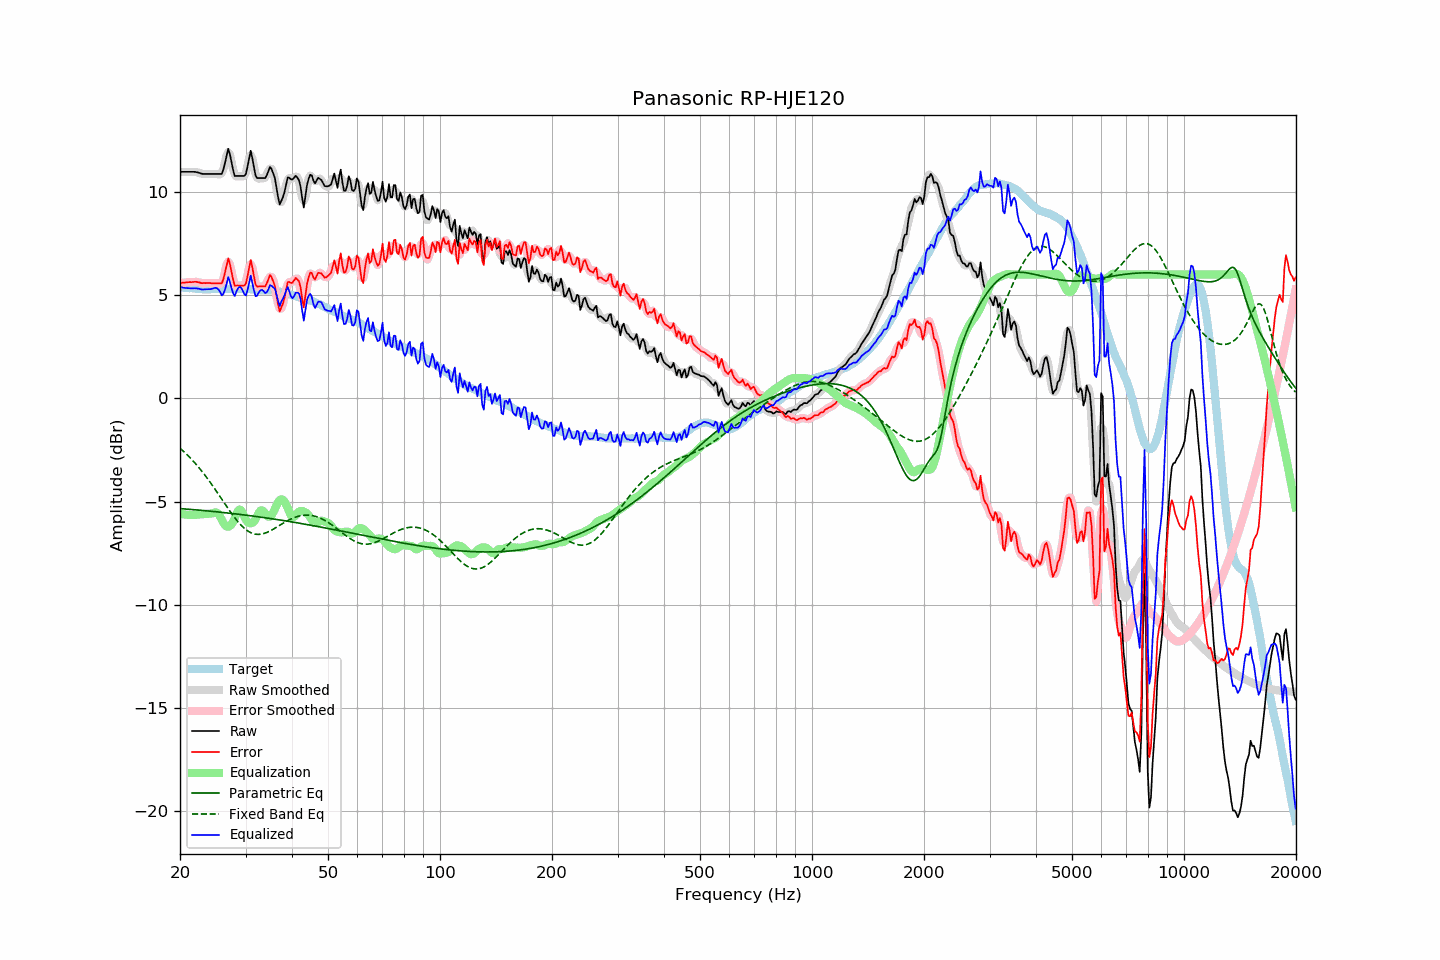 Panasonic RP-HJE120
Amplitude (dBr)
10
5
0
−5
−10
−15
−20
Target
Raw Smoothed
Error Smoothed
Raw
Error
Equalization
Parametric Eq
Fixed Band Eq
Equalized
20 50 100 200 500 1000 2000 5000 10000 20000
Frequency (Hz)